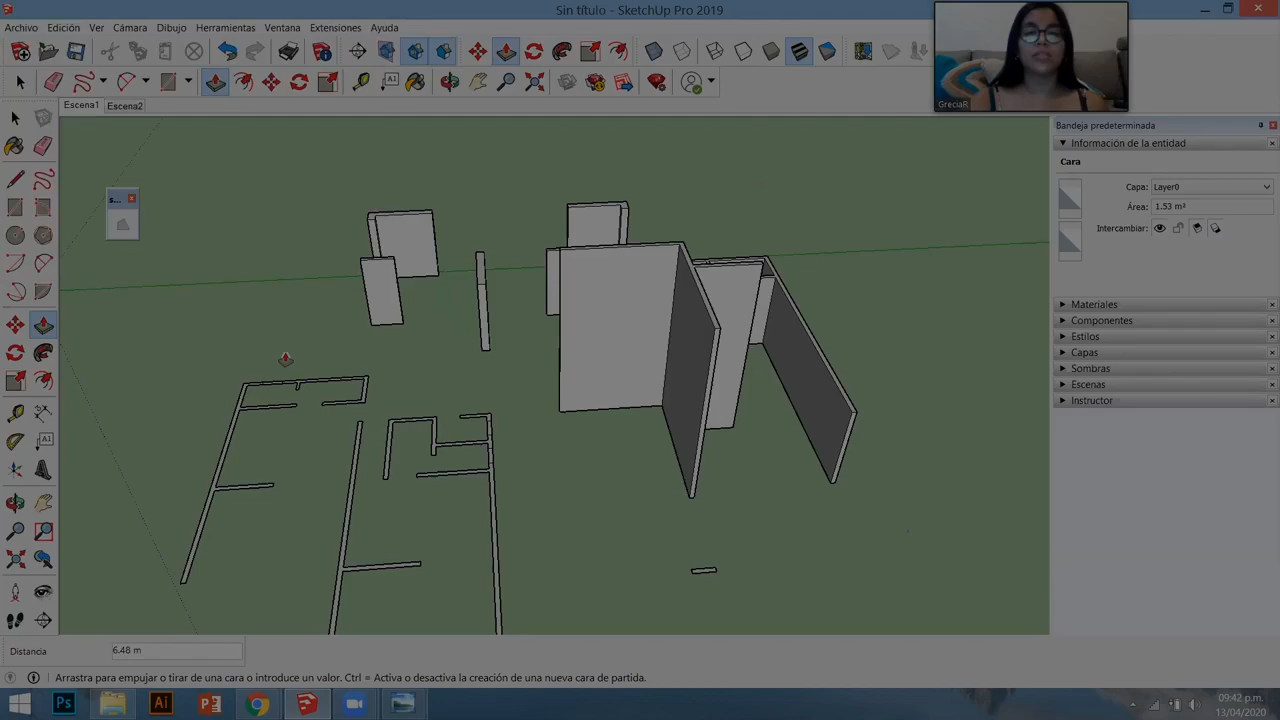 Sin título - SketchUp Pro 2019
Archivo Edición Ver Cámara Dibujo Herramientas Ventana Extensiones Ayuda
GreciaR
Escena1 Escena2
Bandeja predeterminada
Información de la entidad
Cara
s...
Capa: Layer0
Área: 1.53 m²
Intercambiar:
Materiales
Componentes
Estilos
Capas
Sombras
Escenas
Instructor
Distancia 6.48 m
Arrastra para empujar o tirar de una cara o introduce un valor. Ctrl = Activa o desactiva la creación de una nueva cara de partida.
Ps Ai P
09:42 p.m.
13/04/2020